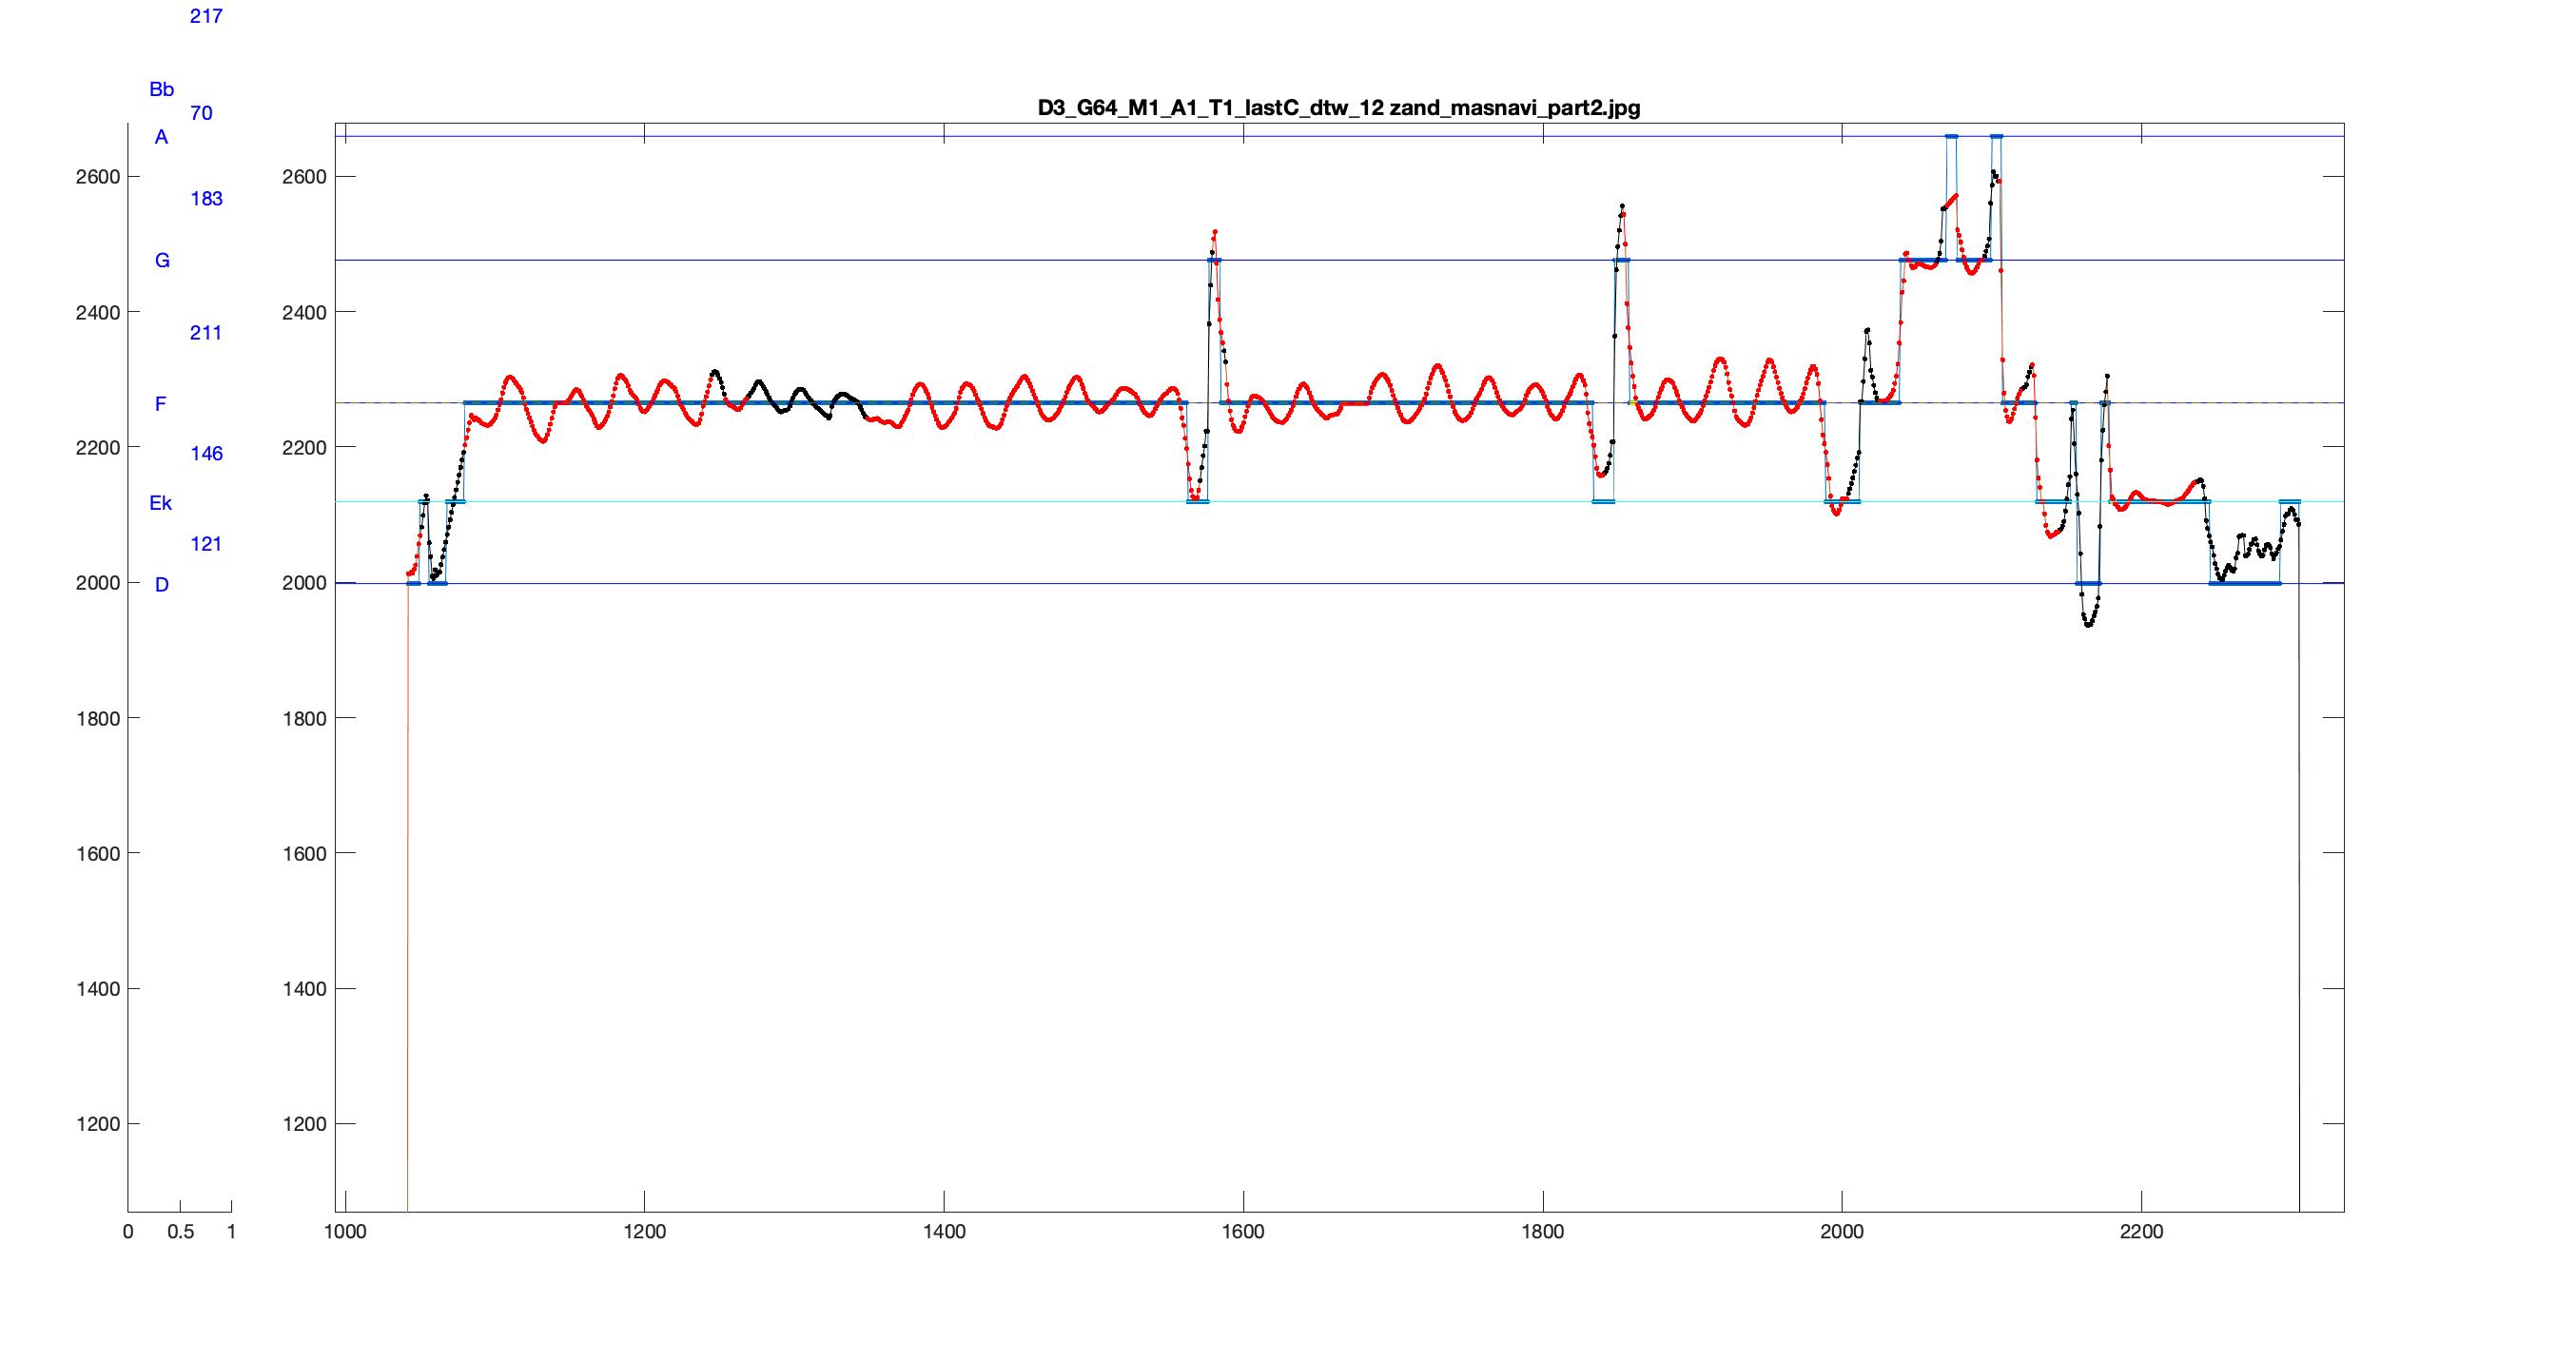 217
Bb
70
D3_G64_M1_A1_T1_lastC_dtw_12 zand_masnavi_part2.jpg
A
2600 183 2600
G
2400 211 2400
F
2200 146 2200
Ek
121
2000 D 2000
1800 1800
1600 1600
1400 1400
1200 1200
0 0.5 1 1000 1200 1400 1600 1800 2000 2200